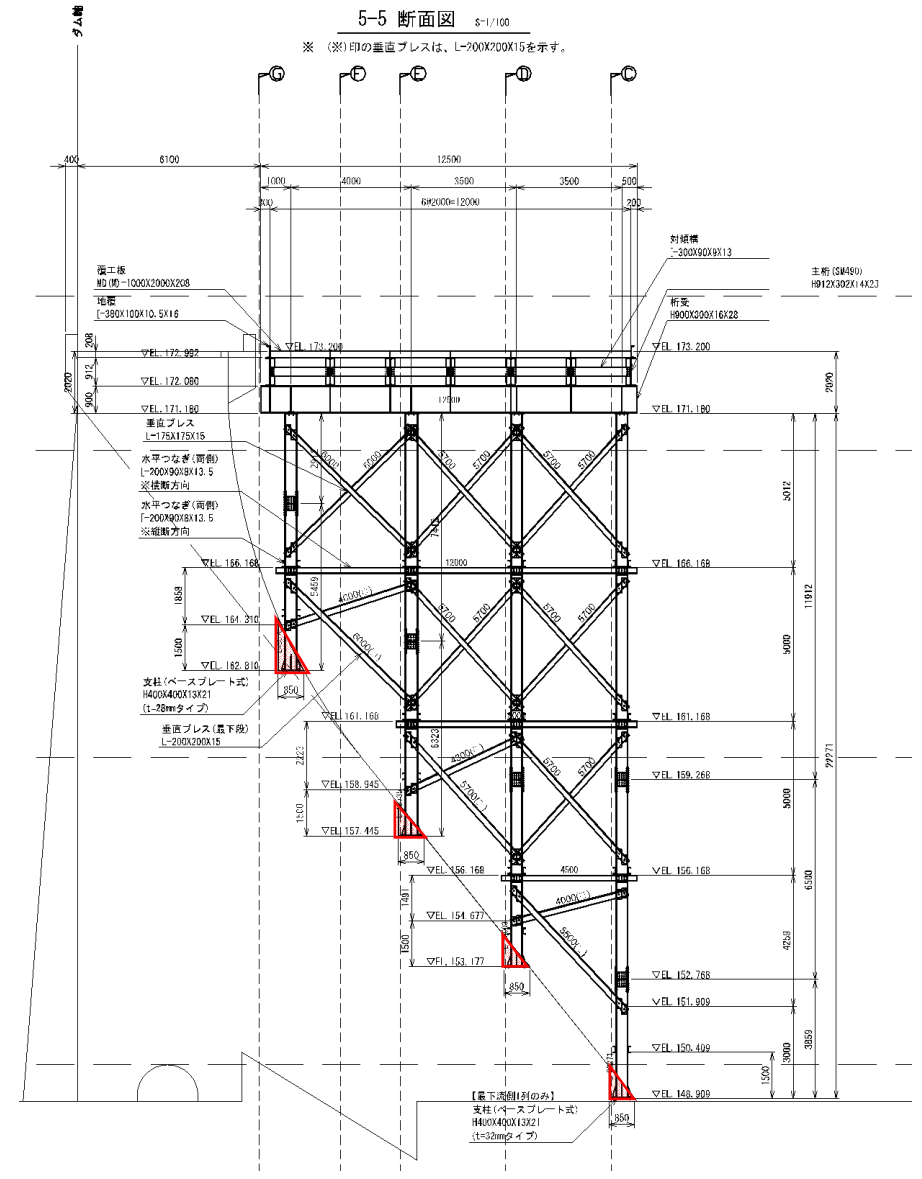 5-5 断面図 S=1/100
※ (※)印の垂直ブレスは、L-200X200X15を示す。
ダム軸
G
F
E
D
C
400
6100
12500
1000
4000
3500
3500
500
300
6@2000=12000
200
対傾構
[-300X90X9X13
主桁(SM490)
H912X302X14X23
桁受
H900X300X16X28
覆工板
MD(M)-1000X2000X208
地覆
[-380X100X10.5X16
208
912
900
2020
▽EL.172.992
▽EL.173.200
▽EL.173.200
▽EL.172.080
▽EL.171.180
12500
▽EL.171.180
2020
垂直ブレス
L-175X175X15
水平つなぎ(両側)
[-200X90X8X13.5
※横断方向
水平つなぎ(両側)
[-200X90X8X13.5
※縦断方向
6000
6000
5700
5700
5700
5700
5012
▽EL.166.168
12000
▽EL.166.168
1858
5459
11912
▽EL.164.310
1500
▽EL.162.810
5700
5700
5700
5700
5000
支柱(ベースプレート式)
H400X400X13X21
(t=28mmタイプ)
850
垂直ブレス(最下段)
L-200X200X15
▽EL.161.168
▽EL.161.168
2223
6323
22271
▽EL.158.945
▽EL.159.268
1500
5700
5700
5000
▽EL.157.445
850
▽EL.156.168
4500
▽EL.156.168
1491
▽EL.154.677
6500
4259
1500
▽EL.153.177
▽EL.152.768
850
▽EL.151.909
3859
3000
▽EL.150.409
1500
【最下流側1列のみ】
支柱(ベースプレート式)
H400X400X13X21
(t=32mmタイプ)
▽EL.148.909
850